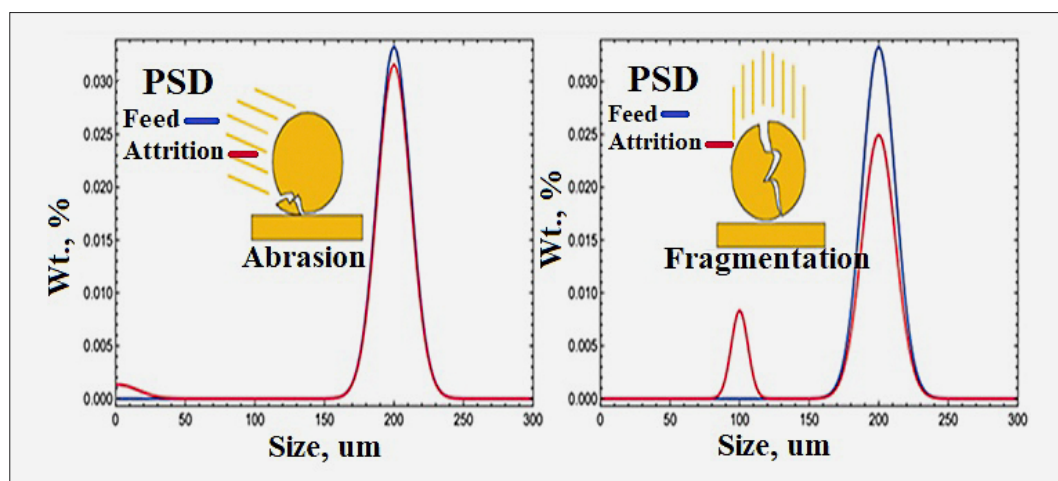 PSD
Feed
Attrition
Abrasion
Wt., %
0.030
0.025
0.020
0.015
0.010
0.005
0.000
0 50 100 150 200 250 300
Size, um
PSD
Feed
Attrition
Fragmentation
Wt., %
0.030
0.025
0.020
0.015
0.010
0.005
0.000
0 50 100 150 200 250 300
Size, um